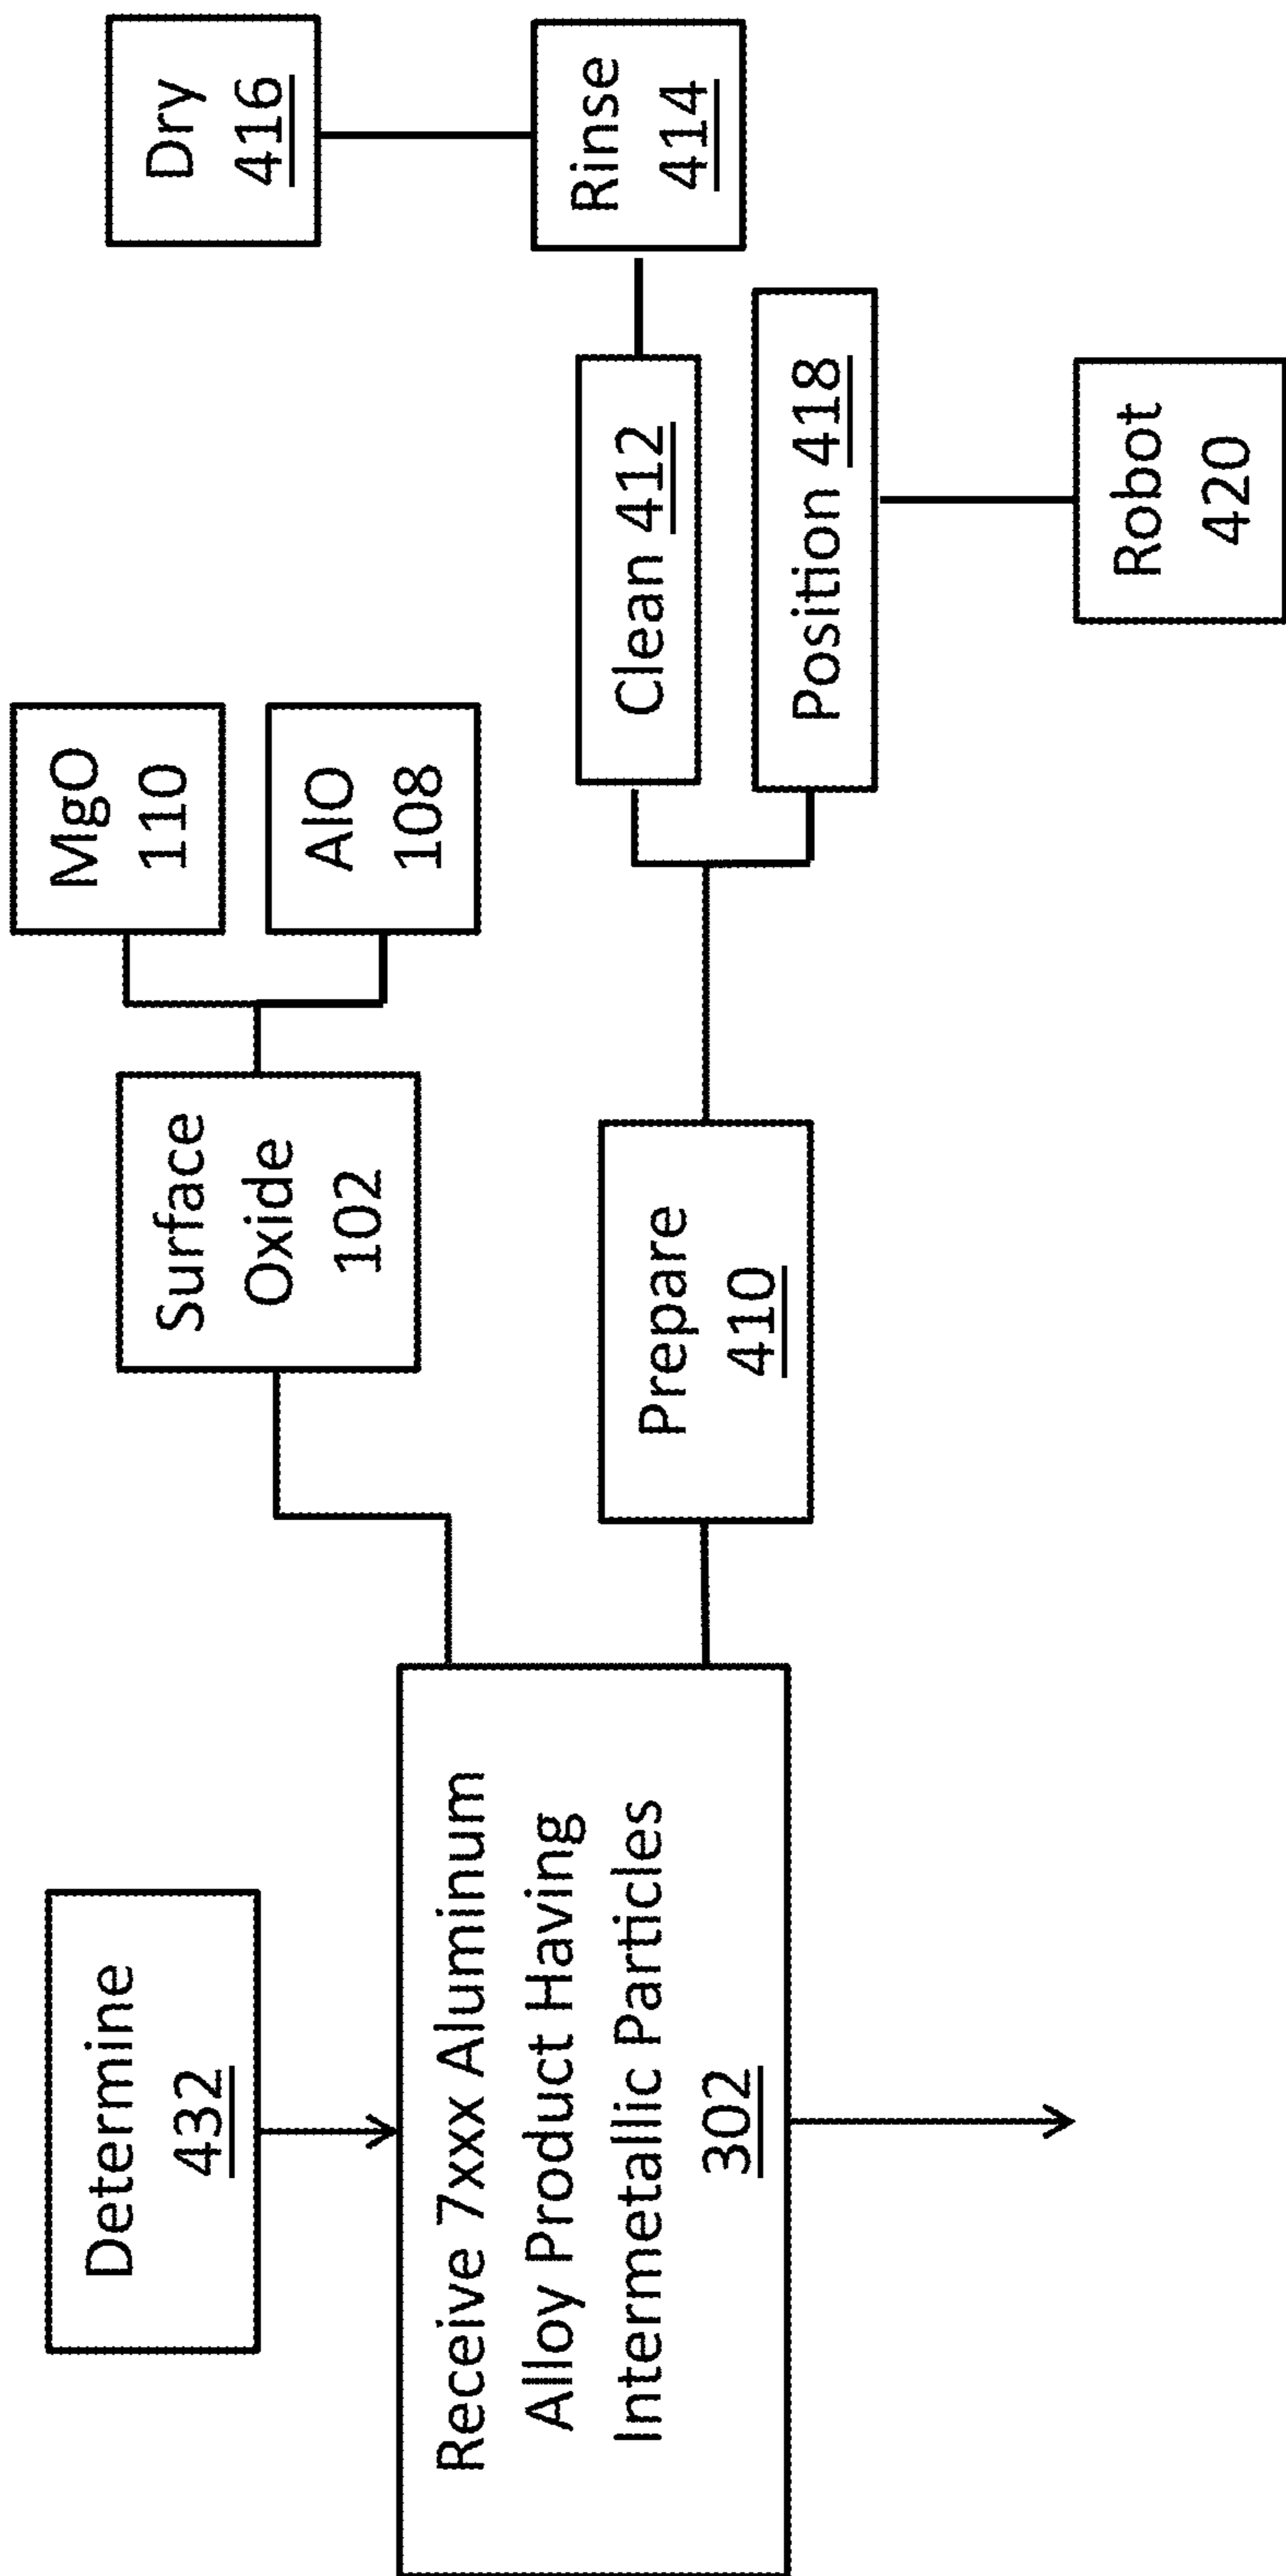 Determine
432
Receive 7xxx Aluminum
Alloy Product Having
Intermetallic Particles
302
Surface
Oxide
102
MgO
110
AlO
108
Prepare
410
Clean 412
Rinse
414
Dry
416
Position 418
Robot
420